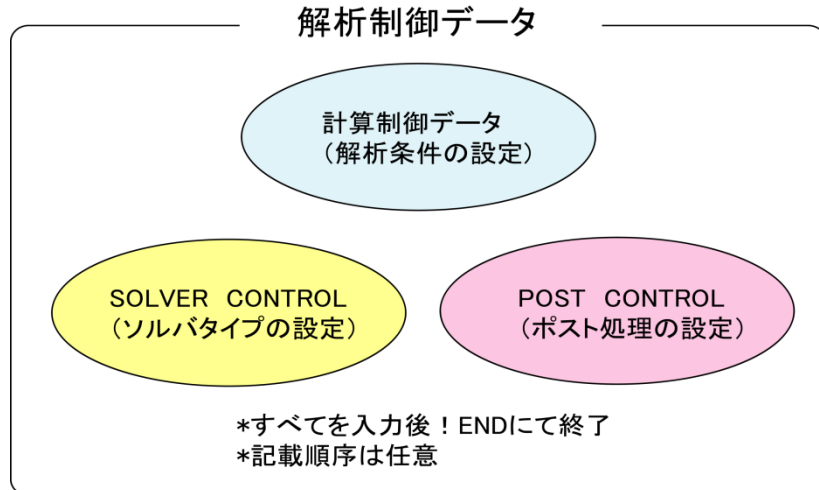 解析制御データ
計算制御データ
（解析条件の設定）
SOLVER　CONTROL
（ソルバタイプの設定）
POST　CONTROL
（ポスト処理の設定）
*すべてを入力後！ENDにて終了
*記載順序は任意